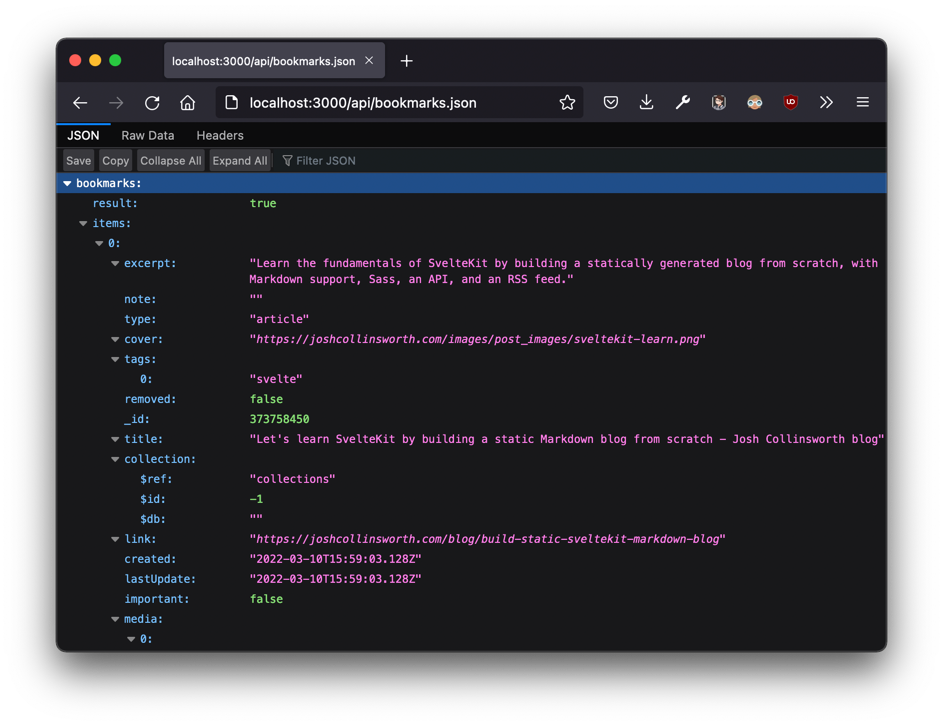 localhost:3000/api/bookmarks.json
localhost:3000/api/bookmarks.json
JSON Raw Data Headers
Save Copy Collapse All Expand All Filter JSON
bookmarks:
result: true
items:
0:
excerpt: "Learn the fundamentals of SvelteKit by building a statically generated blog from scratch, with
Markdown support, Sass, an API, and an RSS feed."
note: ""
type: "article"
cover: "https://joshcollinsworth.com/images/post_images/sveltekit-learn.png"
tags:
0: "svelte"
removed: false
_id: 373758450
title: "Let's learn SvelteKit by building a static Markdown blog from scratch - Josh Collinsworth blog"
collection:
$ref: "collections"
$id: -1
$db: ""
link: "https://joshcollinsworth.com/blog/build-static-sveltekit-markdown-blog"
created: "2022-03-10T15:59:03.128Z"
lastUpdate: "2022-03-10T15:59:03.128Z"
important: false
media:
0: